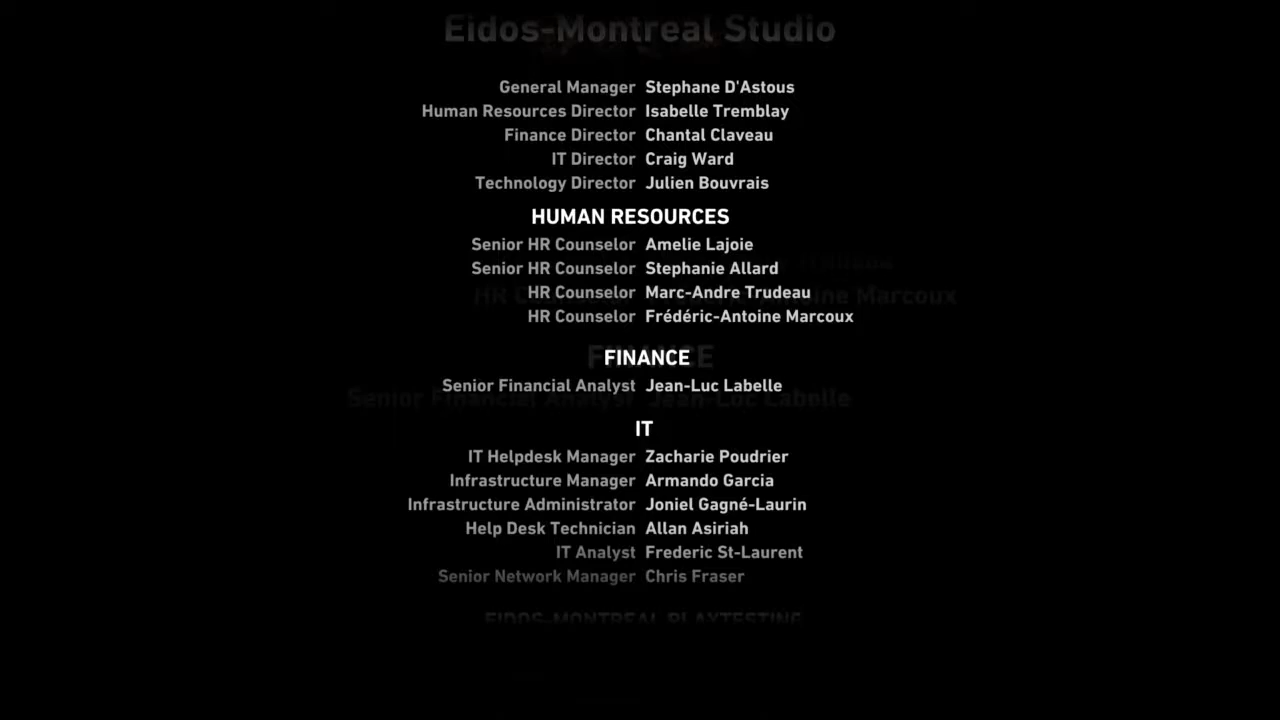 Eidos-Montreal Studio
General Manager Stephane D'Astous
Human Resources Director Isabelle Tremblay
Finance Director Chantal Claveau
IT Director Craig Ward
Technology Director Julien Bouvrais
HUMAN RESOURCES
Senior HR Counselor Amelie Lajoie
Senior HR Counselor Stephanie Allard
HR Counselor Marc-Andre Trudeau
HR Counselor Frédéric-Antoine Marcoux
FINANCE
Senior Financial Analyst Jean-Luc Labelle
IT
IT Helpdesk Manager Zacharie Poudrier
Infrastructure Manager Armando Garcia
Infrastructure Administrator Joniel Gagné-Laurin
Help Desk Technician Allan Asiriah
IT Analyst Frederic St-Laurent
Senior Network Manager Chris Fraser
EIDOS-MONTREAL PLAYTESTING